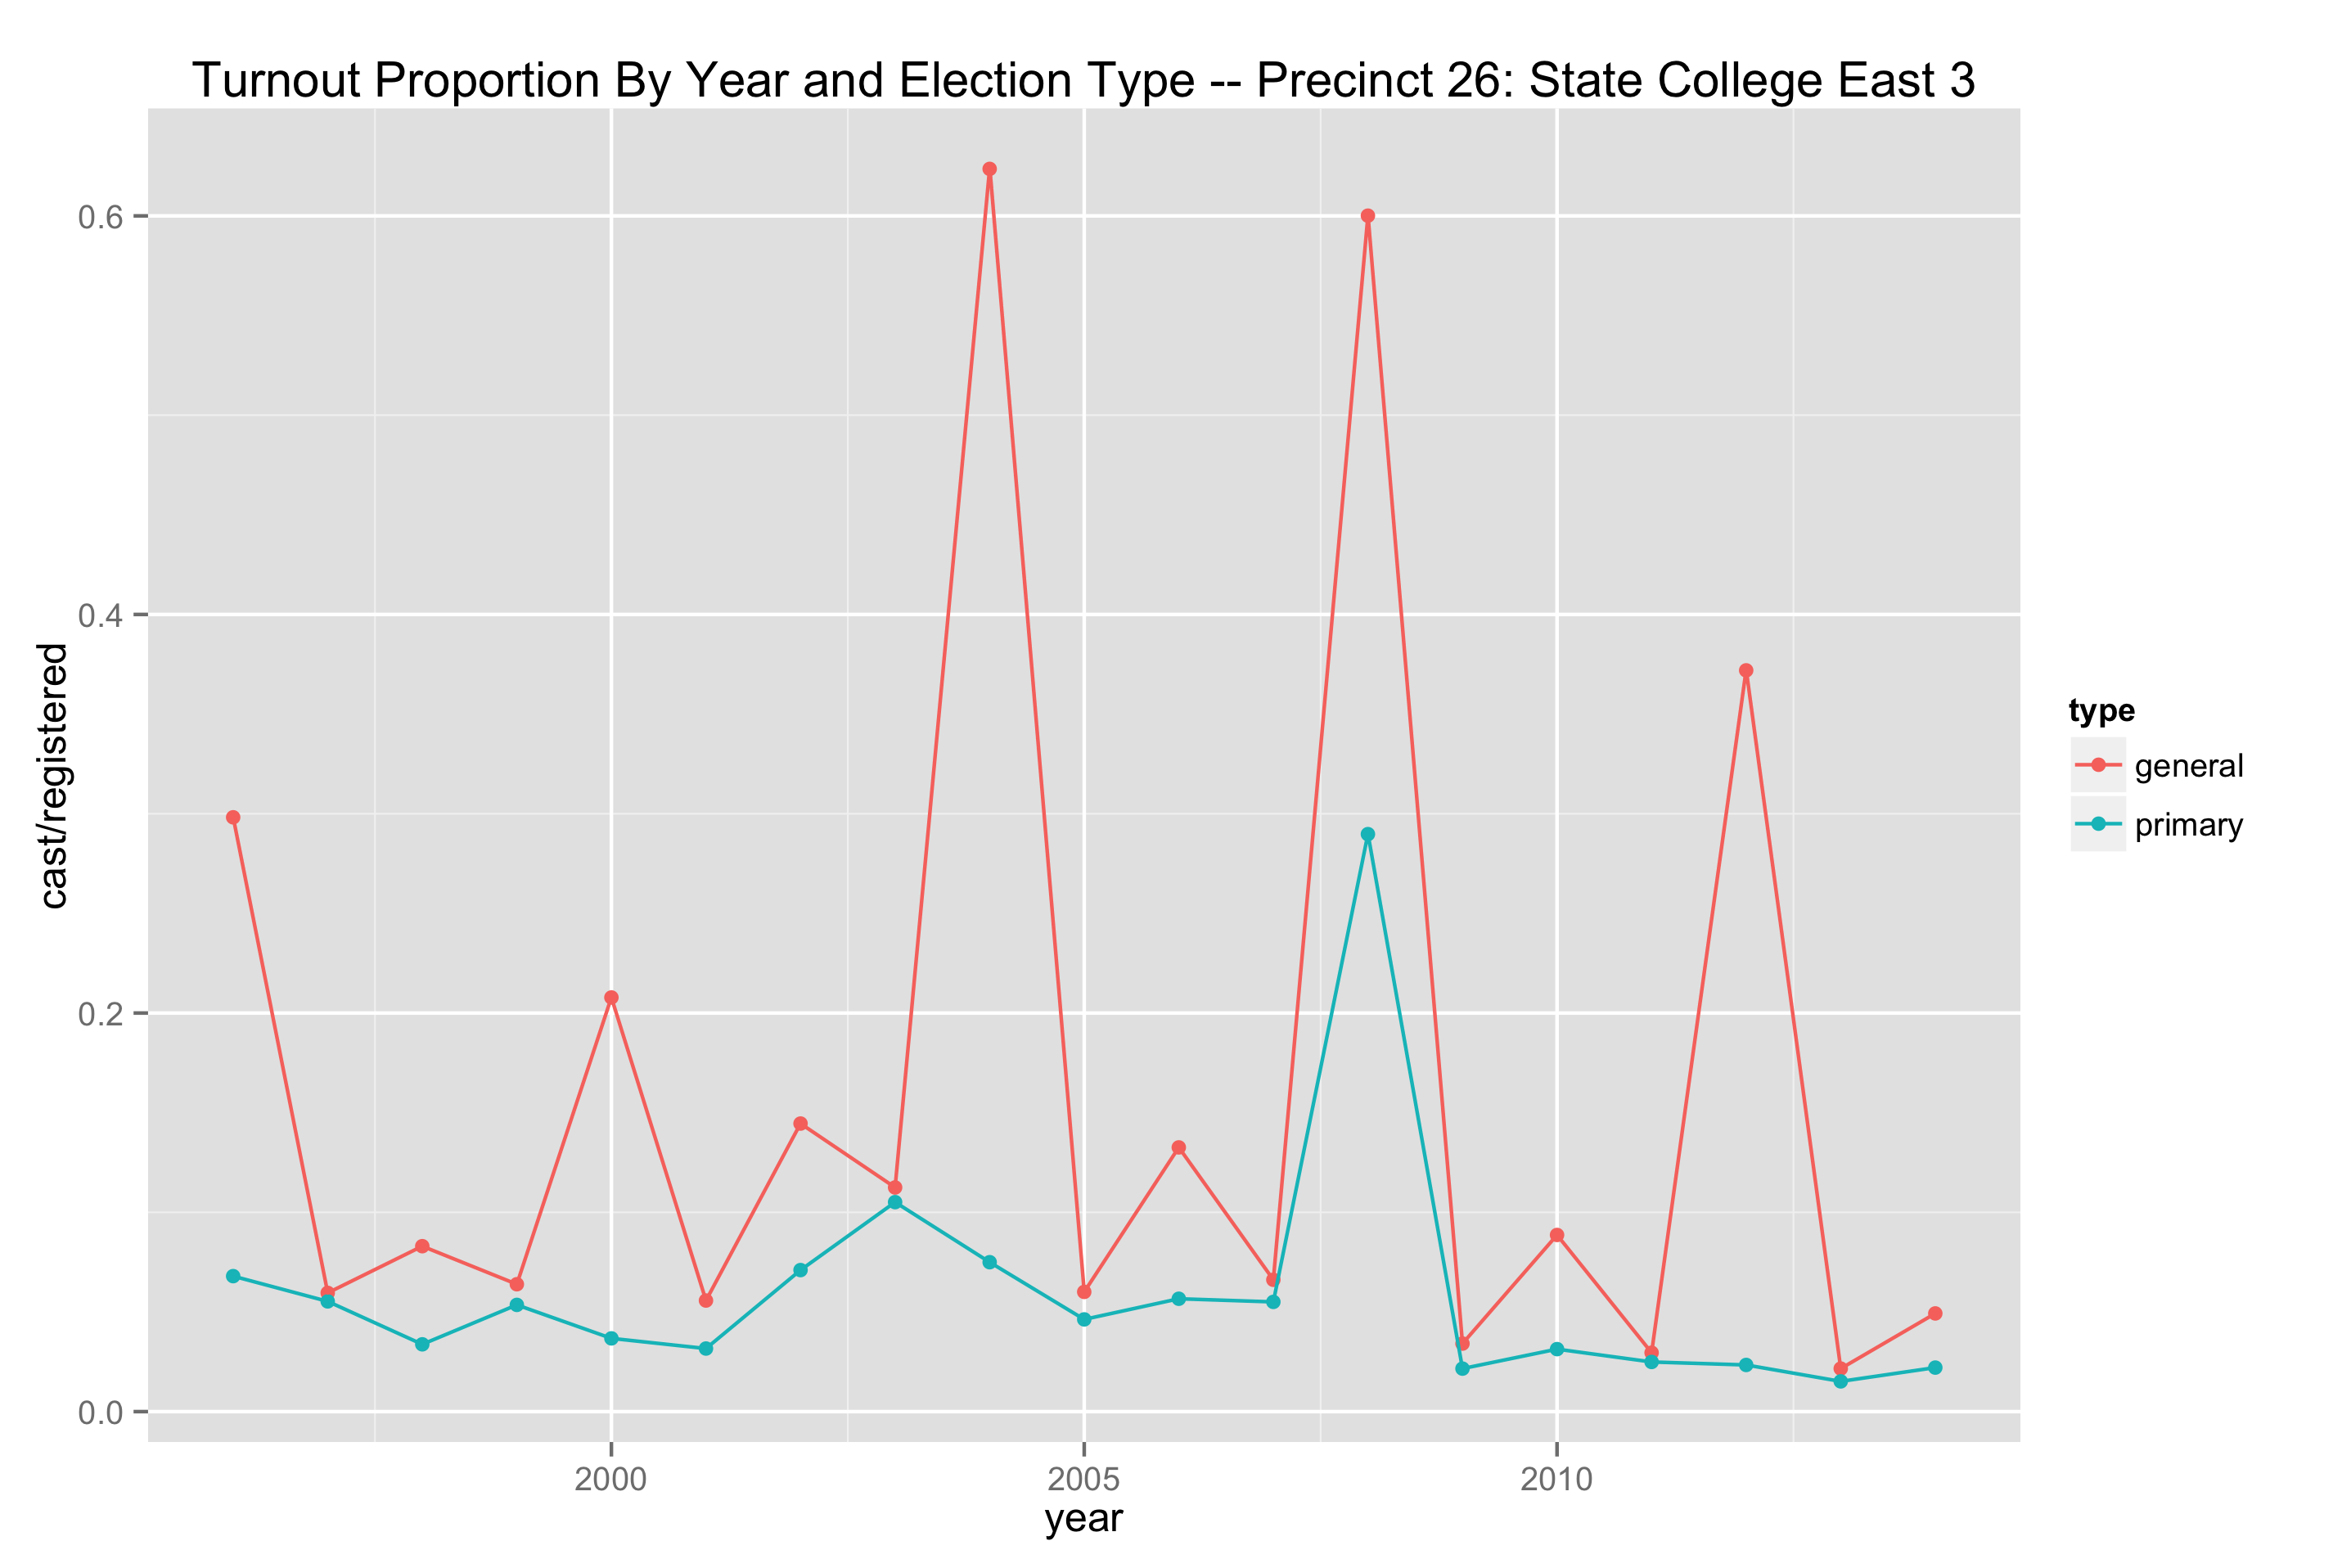 Turnout Proportion By Year and Election Type -- Precinct 26: State College East 3
0.6
0.4
0.2
0.0
cast/registered
2000 2005 2010
year
type
general
primary